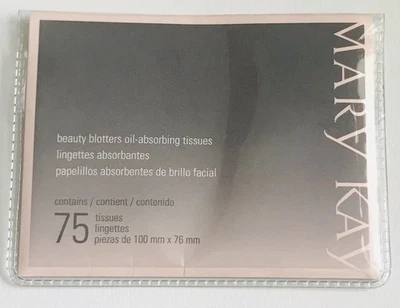 MARY KAY
beauty blotters oil-absorbing tissues
lingettes absorbantes
papelillos absorbentes de brillo facial
contains / contient / contenido
75 tissues
lingettes
piezas de 100 mm x 76 mm